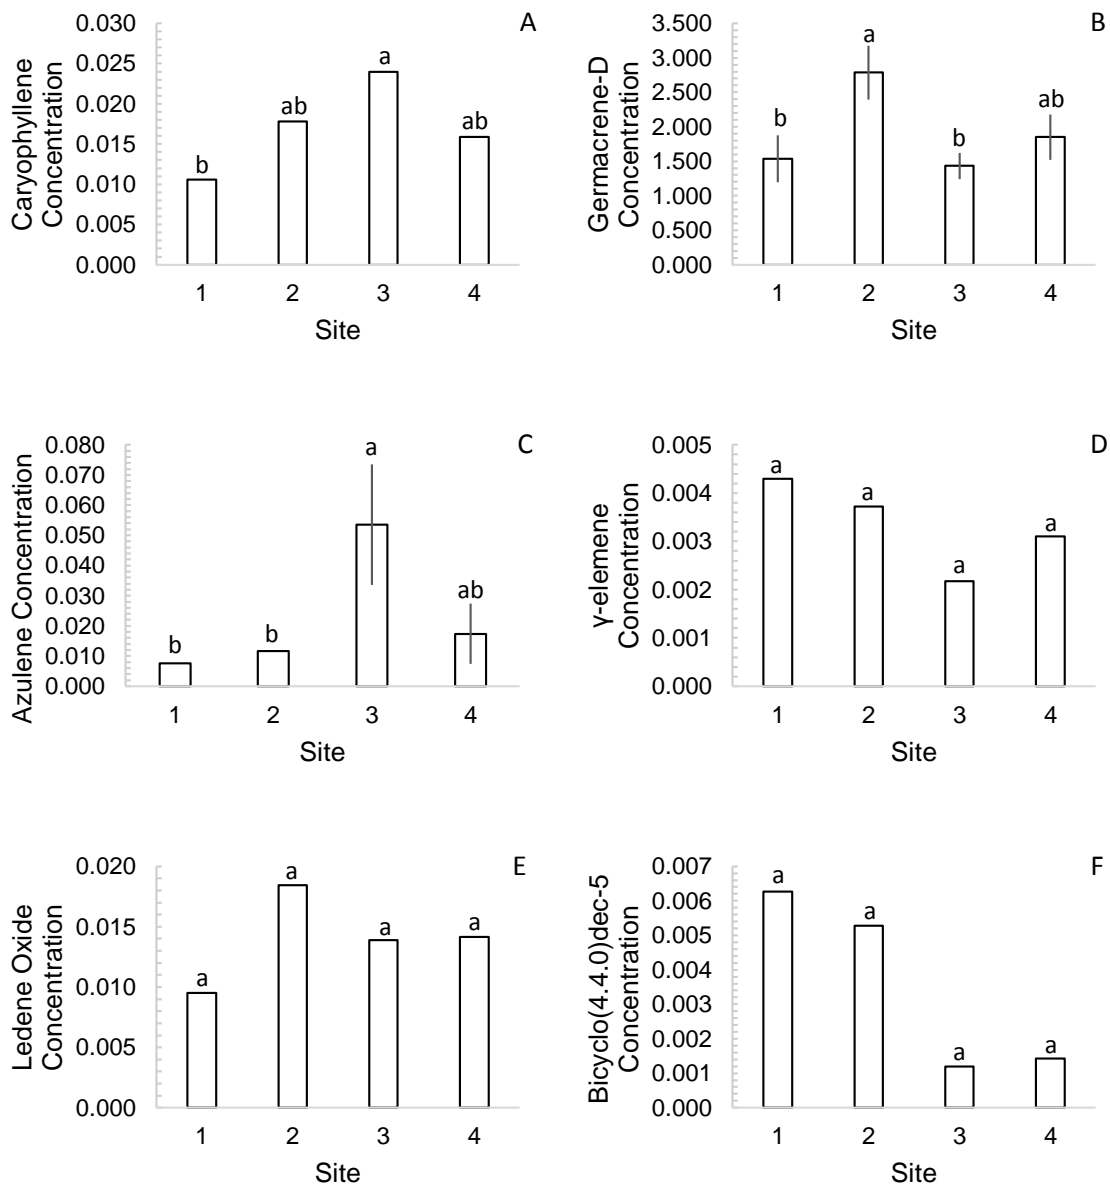 A
Caryophyllene
Concentration
0.030
0.025
0.020
0.015
0.010
0.005
0.000
b
ab
a
ab
1 2 3 4
Site
B
Germacrene-D
Concentration
3.500
3.000
2.500
2.000
1.500
1.000
0.500
0.000
b
a
b
ab
1 2 3 4
Site
C
Azulene Concentration
0.080
0.070
0.060
0.050
0.040
0.030
0.020
0.010
0.000
b
b
a
ab
1 2 3 4
Site
D
γ-elemene
Concentration
0.005
0.004
0.003
0.002
0.001
0.000
a
a
a
a
1 2 3 4
Site
E
Ledene Oxide
Concentration
0.020
0.015
0.010
0.005
0.000
a
a
a
a
1 2 3 4
Site
F
Bicyclo(4.4.0)dec-5
Concentration
0.007
0.006
0.005
0.004
0.003
0.002
0.001
0.000
a
a
a
a
1 2 3 4
Site